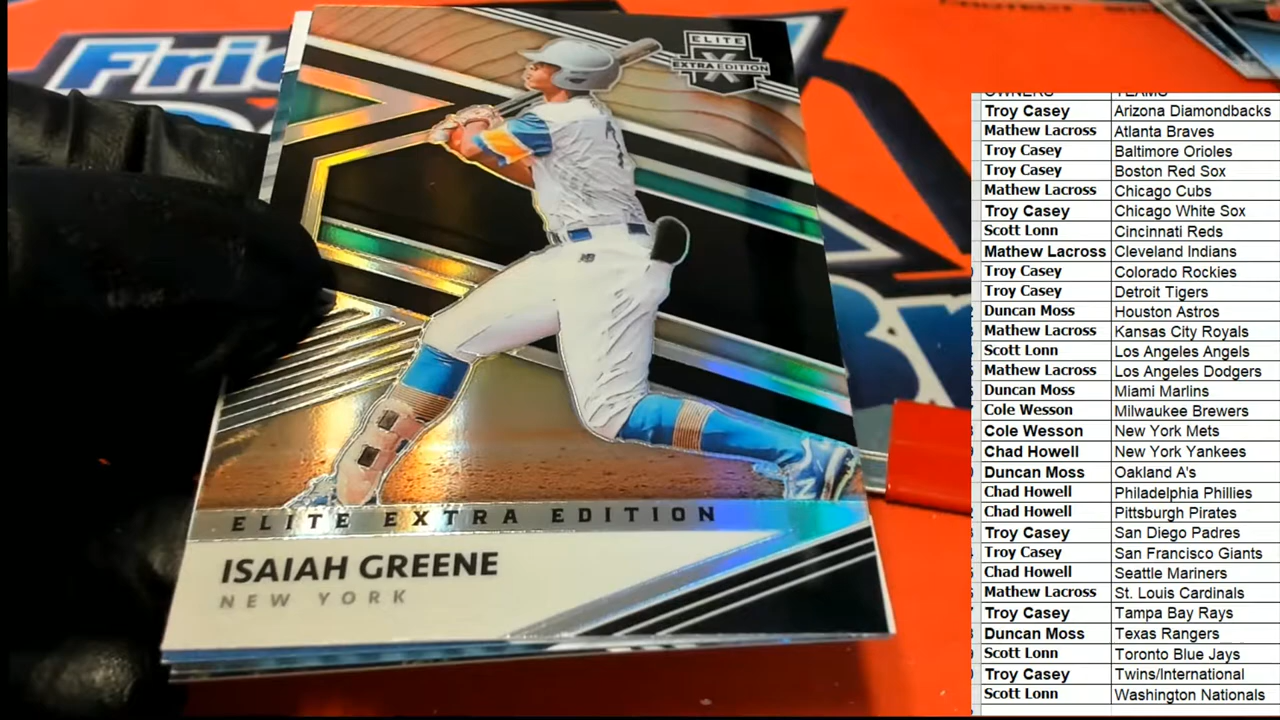 Fric
ELITE
X
EXTRA EDITION
NB
ELITE EXTRA EDITION
ISAIAH GREENE
NEW YORK
OWNERS TEAMS
Troy Casey Arizona Diamondbacks
Mathew Lacross Atlanta Braves
Troy Casey Baltimore Orioles
Troy Casey Boston Red Sox
Mathew Lacross Chicago Cubs
Troy Casey Chicago White Sox
Scott Lonn Cincinnati Reds
Mathew Lacross Cleveland Indians
Troy Casey Colorado Rockies
Troy Casey Detroit Tigers
Duncan Moss Houston Astros
Mathew Lacross Kansas City Royals
Scott Lonn Los Angeles Angels
Mathew Lacross Los Angeles Dodgers
Duncan Moss Miami Marlins
Cole Wesson Milwaukee Brewers
Cole Wesson New York Mets
Chad Howell New York Yankees
Duncan Moss Oakland A's
Chad Howell Philadelphia Phillies
Chad Howell Pittsburgh Pirates
Troy Casey San Diego Padres
Troy Casey San Francisco Giants
Chad Howell Seattle Mariners
Mathew Lacross St. Louis Cardinals
Troy Casey Tampa Bay Rays
Duncan Moss Texas Rangers
Scott Lonn Toronto Blue Jays
Troy Casey Twins/International
Scott Lonn Washington Nationals